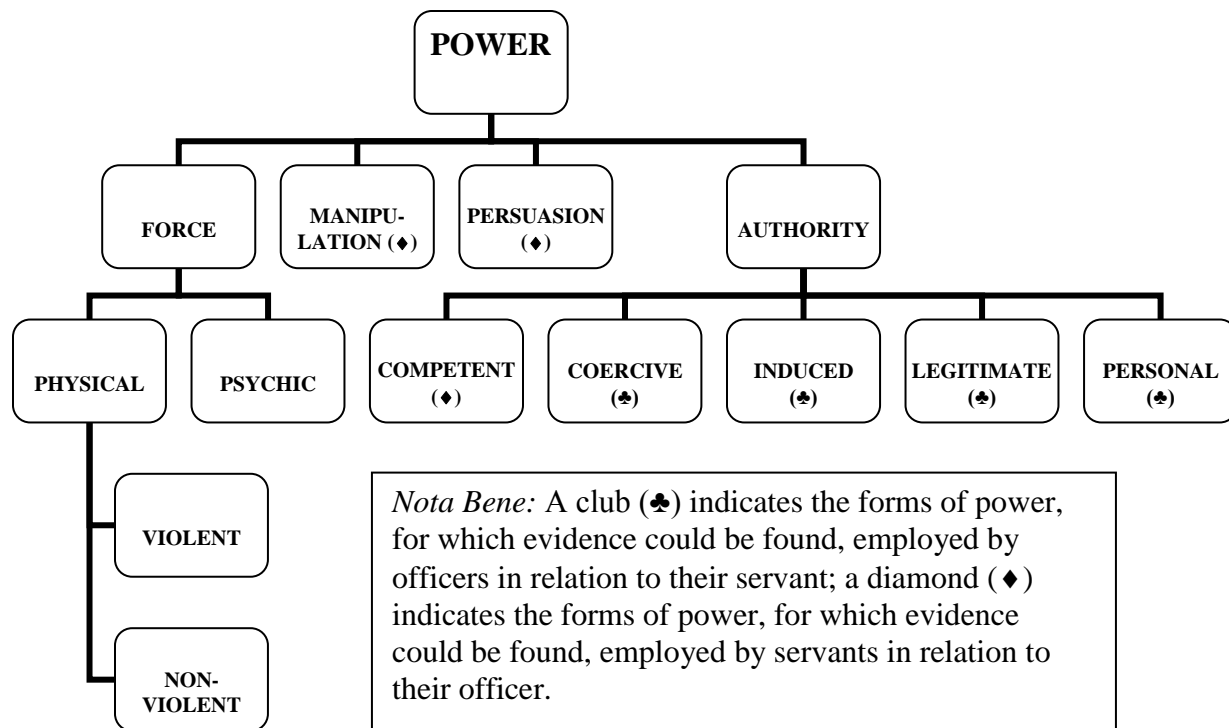 POWER
FORCE
MANIPU-
LATION (♦)
PERSUASION
(♦)
AUTHORITY
PHYSICAL
PSYCHIC
COMPETENT
(♦)
COERCIVE
(♣)
INDUCED
(♣)
LEGITIMATE
(♣)
PERSONAL
(♣)
VIOLENT
NON-
VIOLENT
Nota Bene: A club (♣) indicates the forms of power,
for which evidence could be found, employed by
officers in relation to their servant; a diamond (♦)
indicates the forms of power, for which evidence
could be found, employed by servants in relation to
their officer.